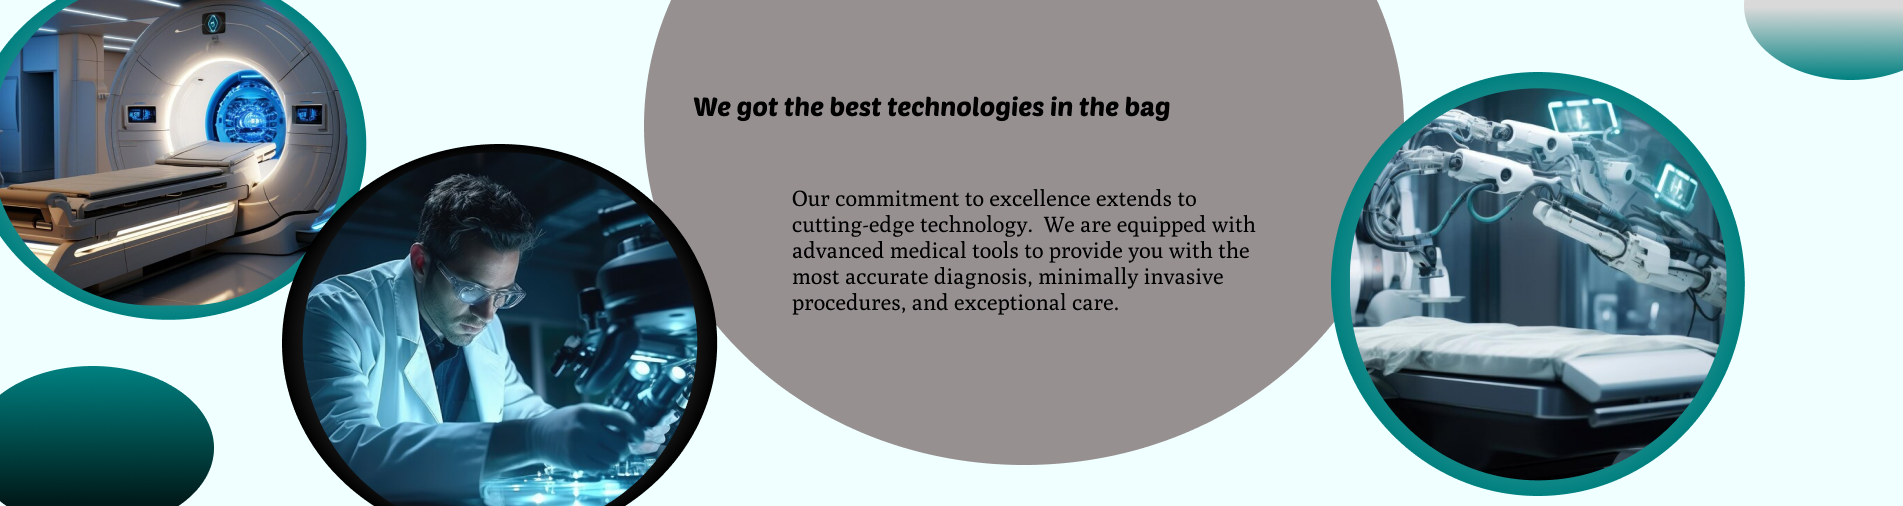 We got the best technologies in the bag
Our commitment to excellence extends to
cutting-edge technology.  We are equipped with
advanced medical tools to provide you with the
most accurate diagnosis, minimally invasive
procedures, and exceptional care.